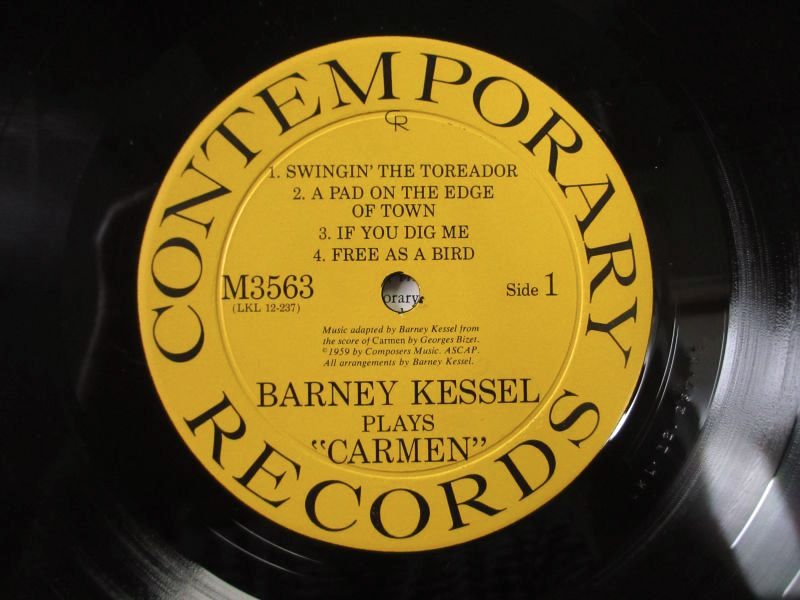 CONTEMPORARY
CR
1. SWINGIN' THE TOREADOR
2. A PAD ON THE EDGE
OF TOWN
3. IF YOU DIG ME
4. FREE AS A BIRD
M3563
(LKL 12-237)
orary
Side 1
Music adapted by Barney Kessel from
the score of Carmen by Georges Bizet.
©1959 by Composers Music. ASCAP.
All arrangements by Barney Kessel.
BARNEY KESSEL
PLAYS
“CARMEN”
RECORDS